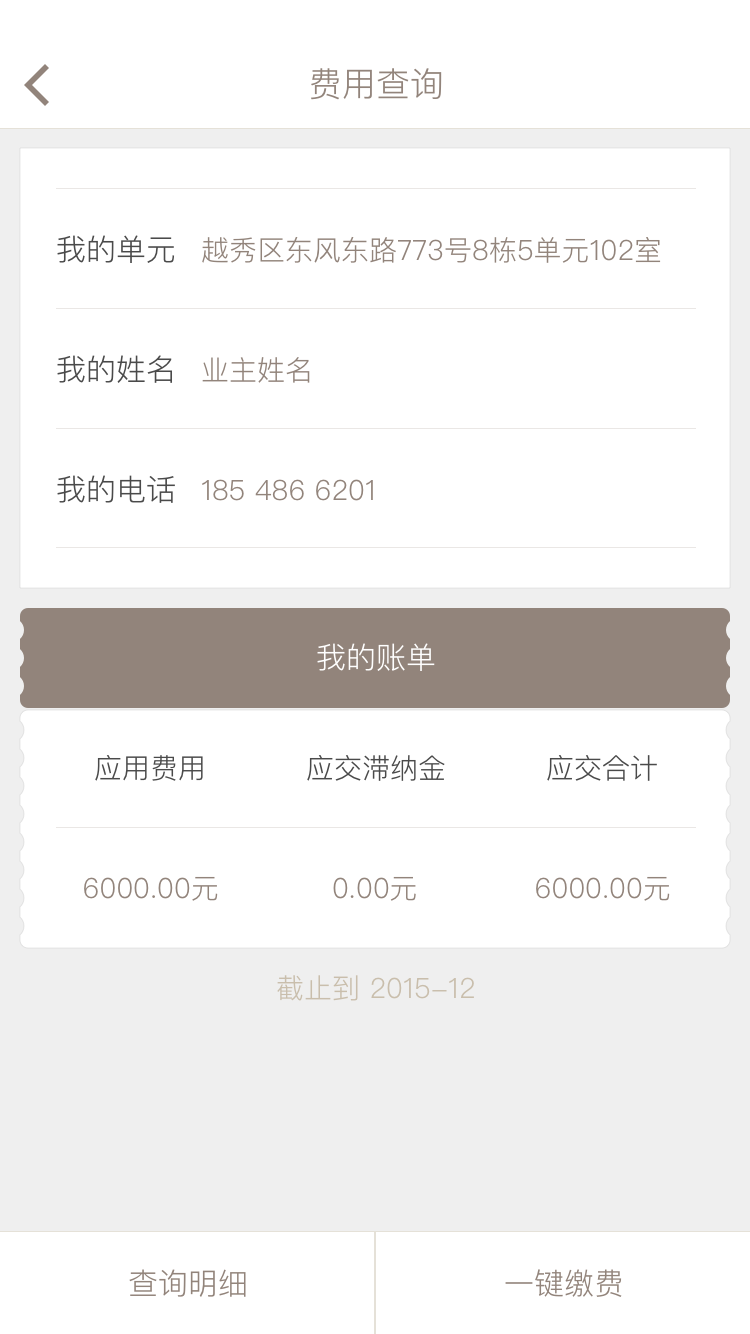 费用查询
我的单元 越秀区东风东路773号8栋5单元102室
我的姓名 业主姓名
我的电话 185 486 6201
我的账单
应用费用 应交滞纳金 应交合计
6000.00元 0.00元 6000.00元
截止到 2015-12
查询明细 一键缴费